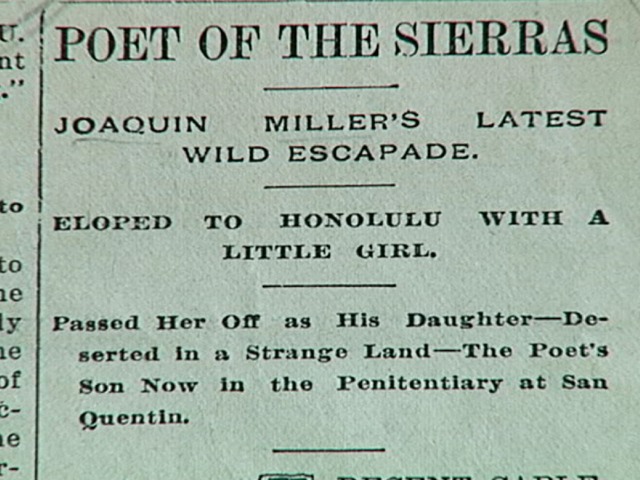 U.
nt
."
to
to
ne
ly
ne
of
c-
ne
r-
POET OF THE SIERRAS
JOAQUIN MILLER'S LATEST
WILD ESCAPADE.
ELOPED TO HONOLULU WITH A
LITTLE GIRL.
Passed Her Off as His Daughter—De-
serted in a Strange Land—The Poet's
Son Now in the Penitentiary at San
Quentin.
RECENT CABLE